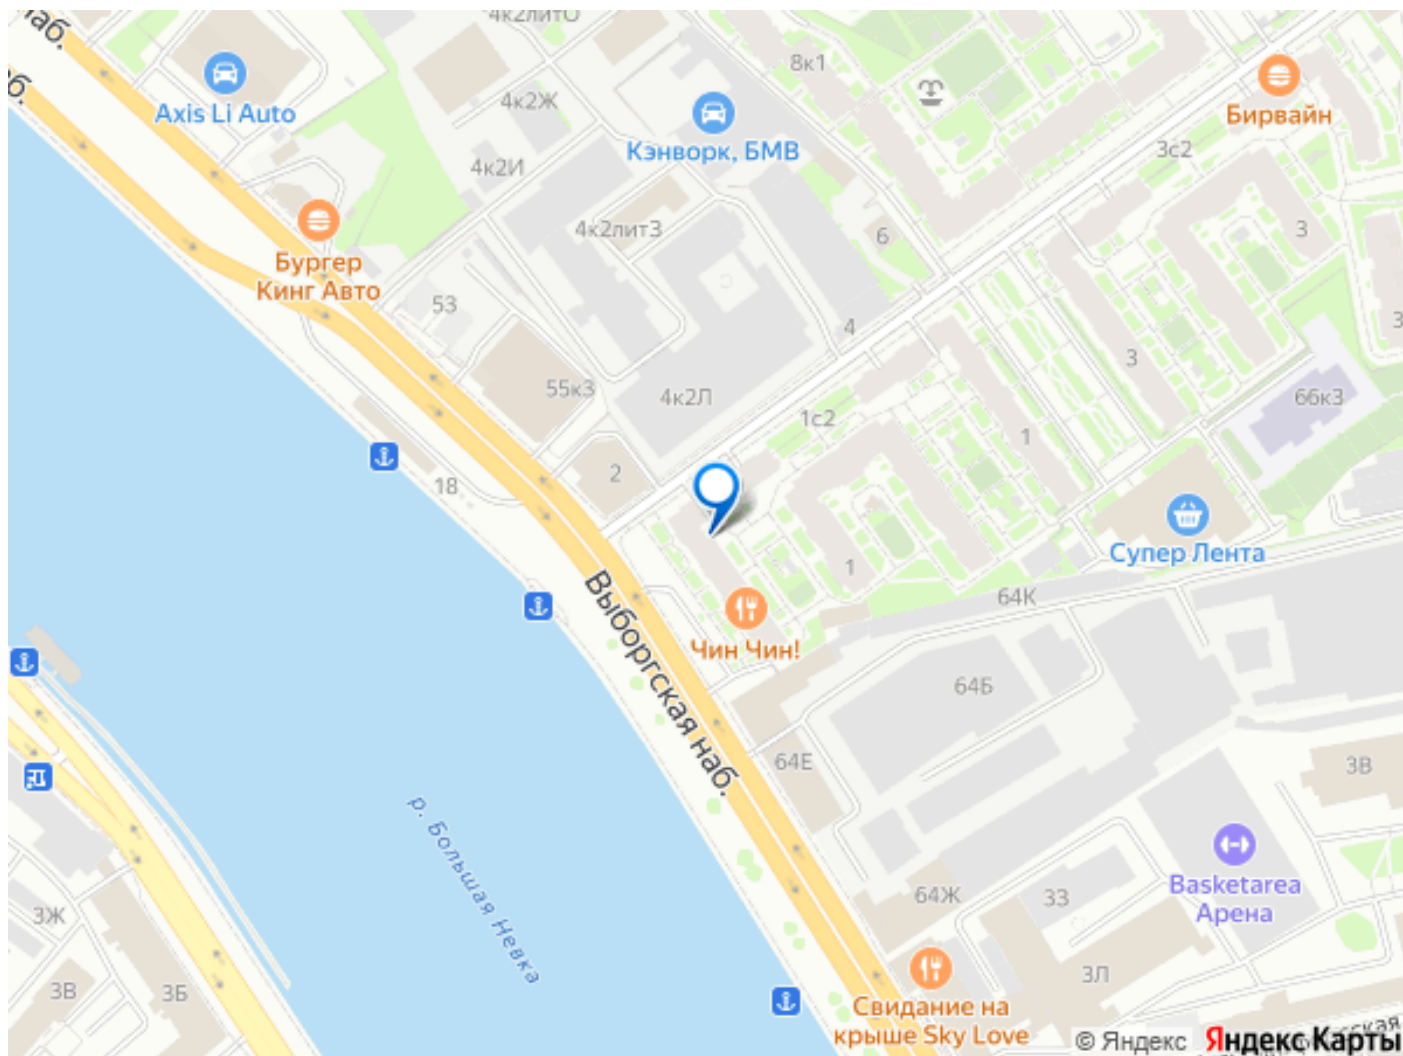 наб.
4к2литО
8к1
Axis Li Auto
4к2Ж
Кэнворк, БМВ
Бирвайн
3с2
4к2И
4к2лит3
6
3
Бургер
Кинг Авто
53
4
3
3
55к3
4к2Л
66к3
1с2
1
2
18
Супер Лента
1
64К
Выборгская наб.
Чин Чин!
64Б
64Е
3В
р. Большая Невка
Basketarea
Арена
3Ж
64Ж
33
3В
3Б
3Л
Свидание на
крыше Sky Love
© Яндекс Яндекс Карты